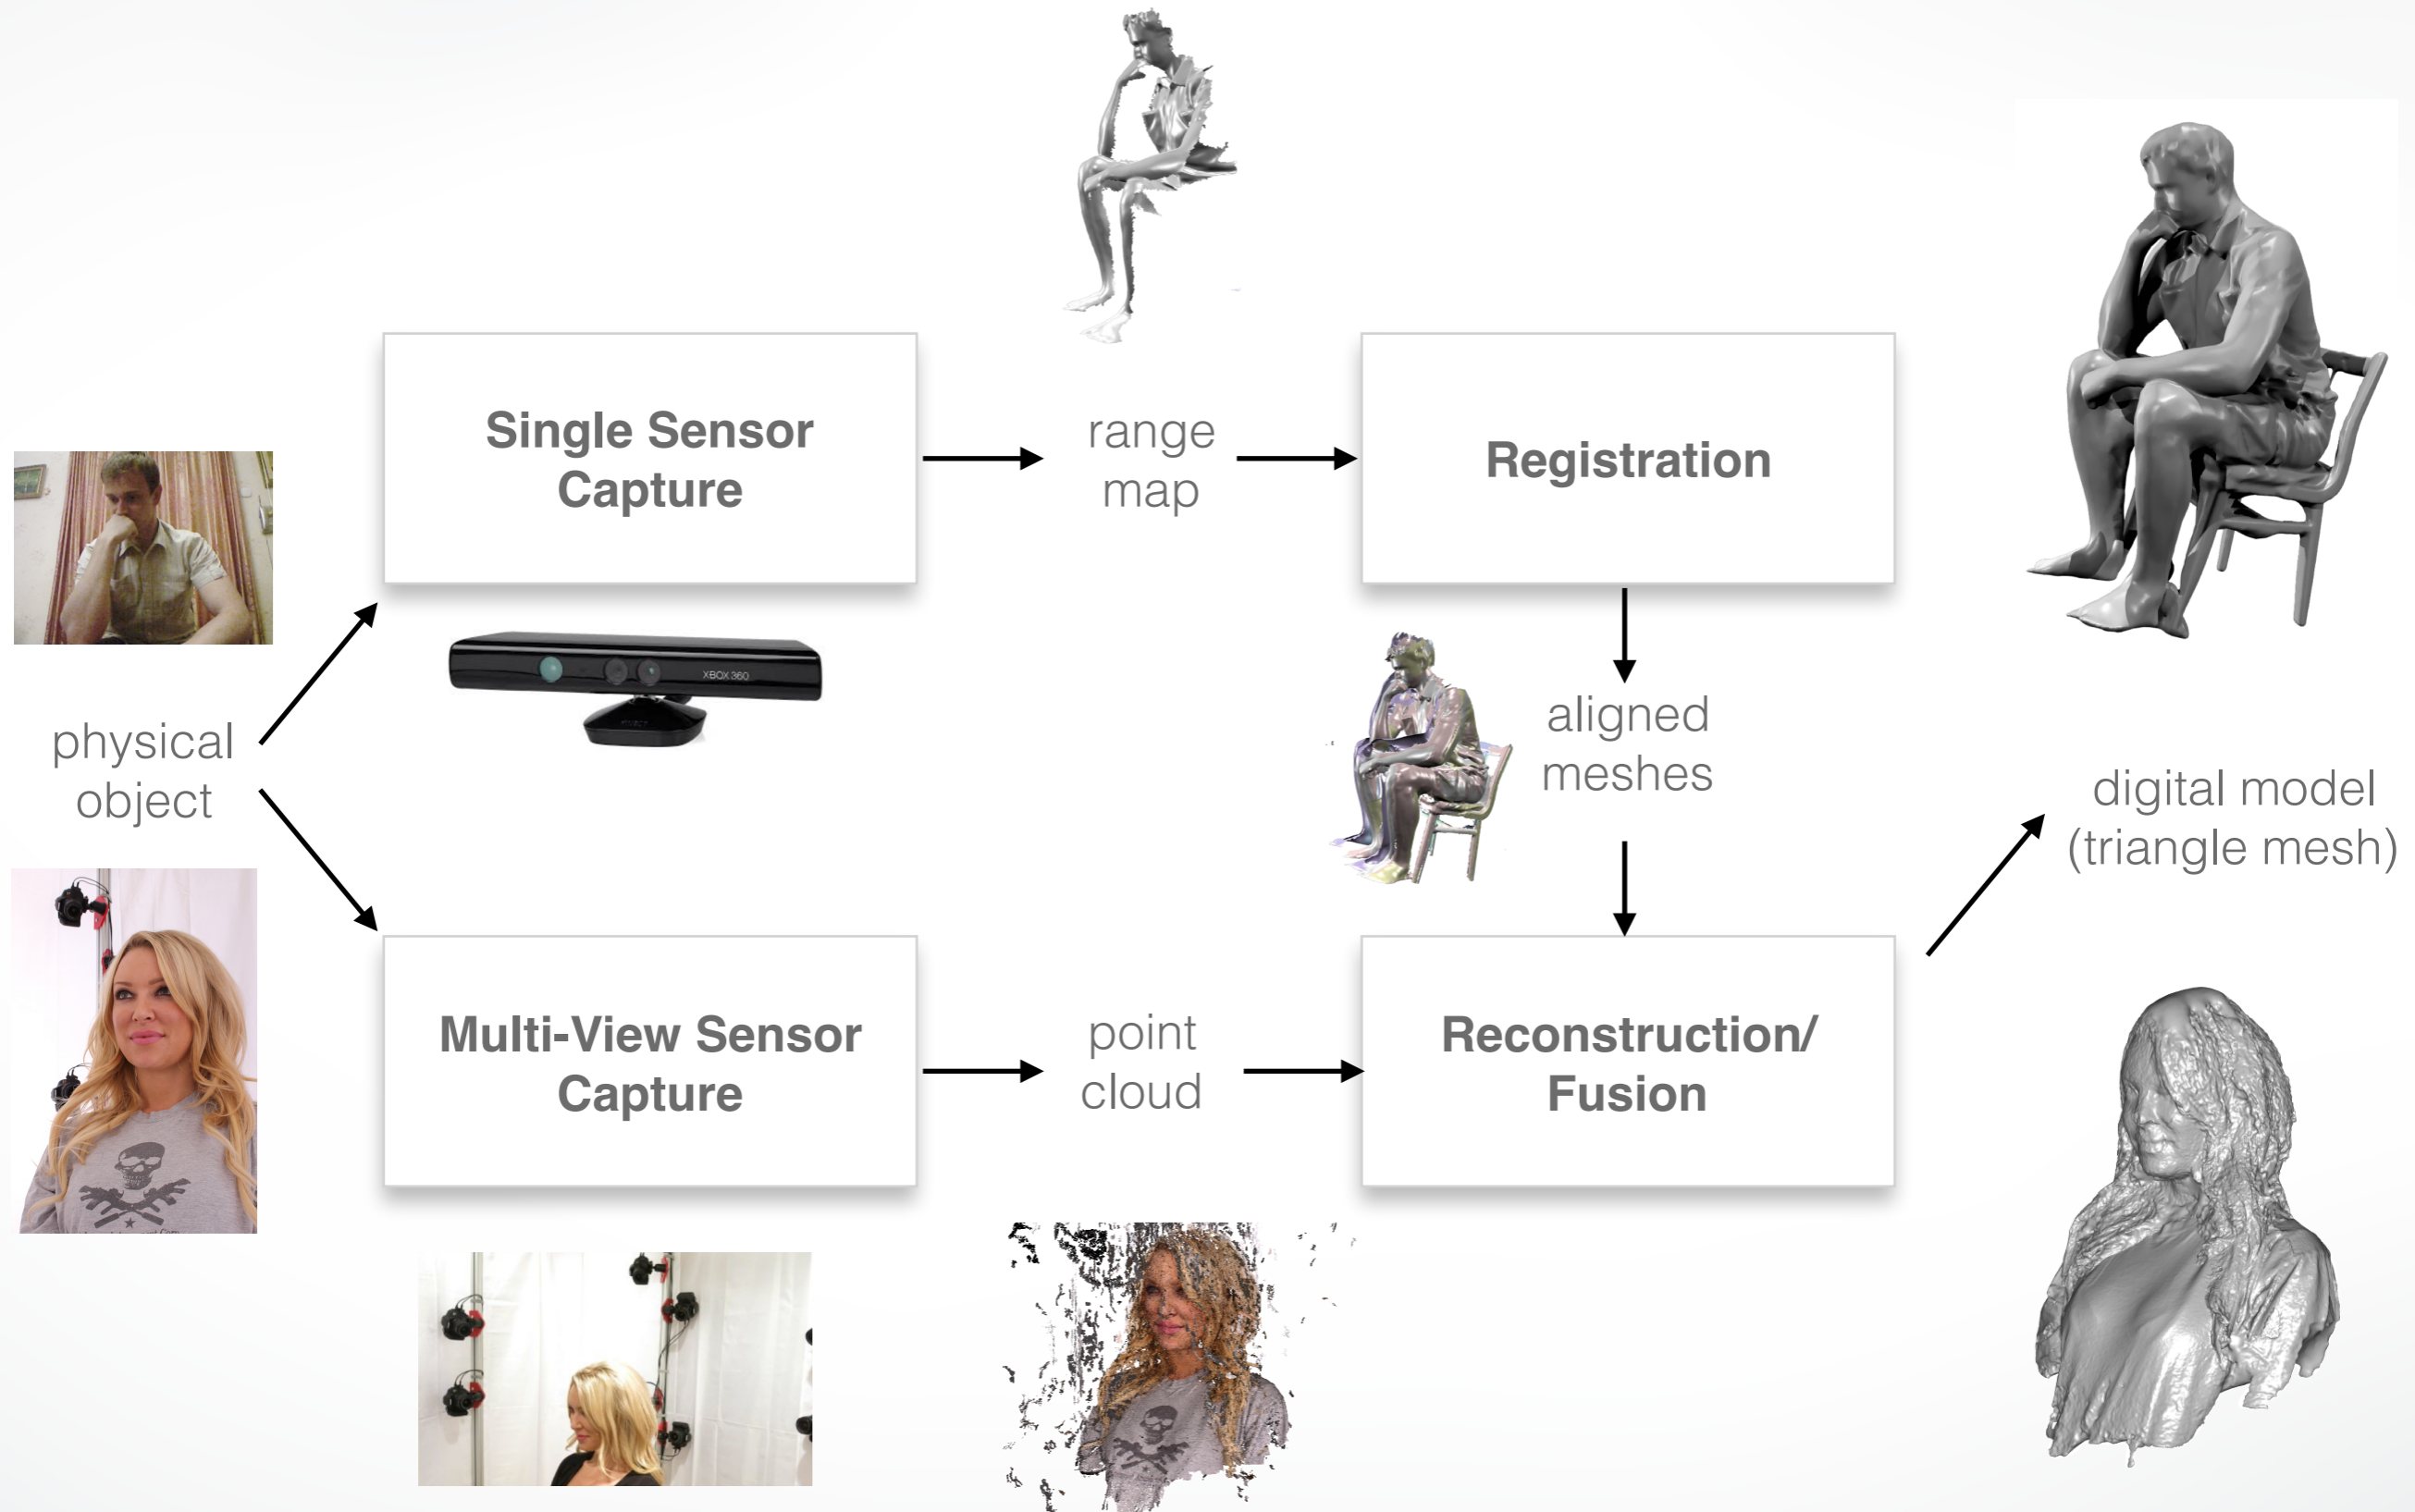 Single Sensor
Capture
range
map
Registration
XBOX 360
KINECT
physical
object
aligned
meshes
digital model
(triangle mesh)
Multi-View Sensor
Capture
point
cloud
Reconstruction/
Fusion